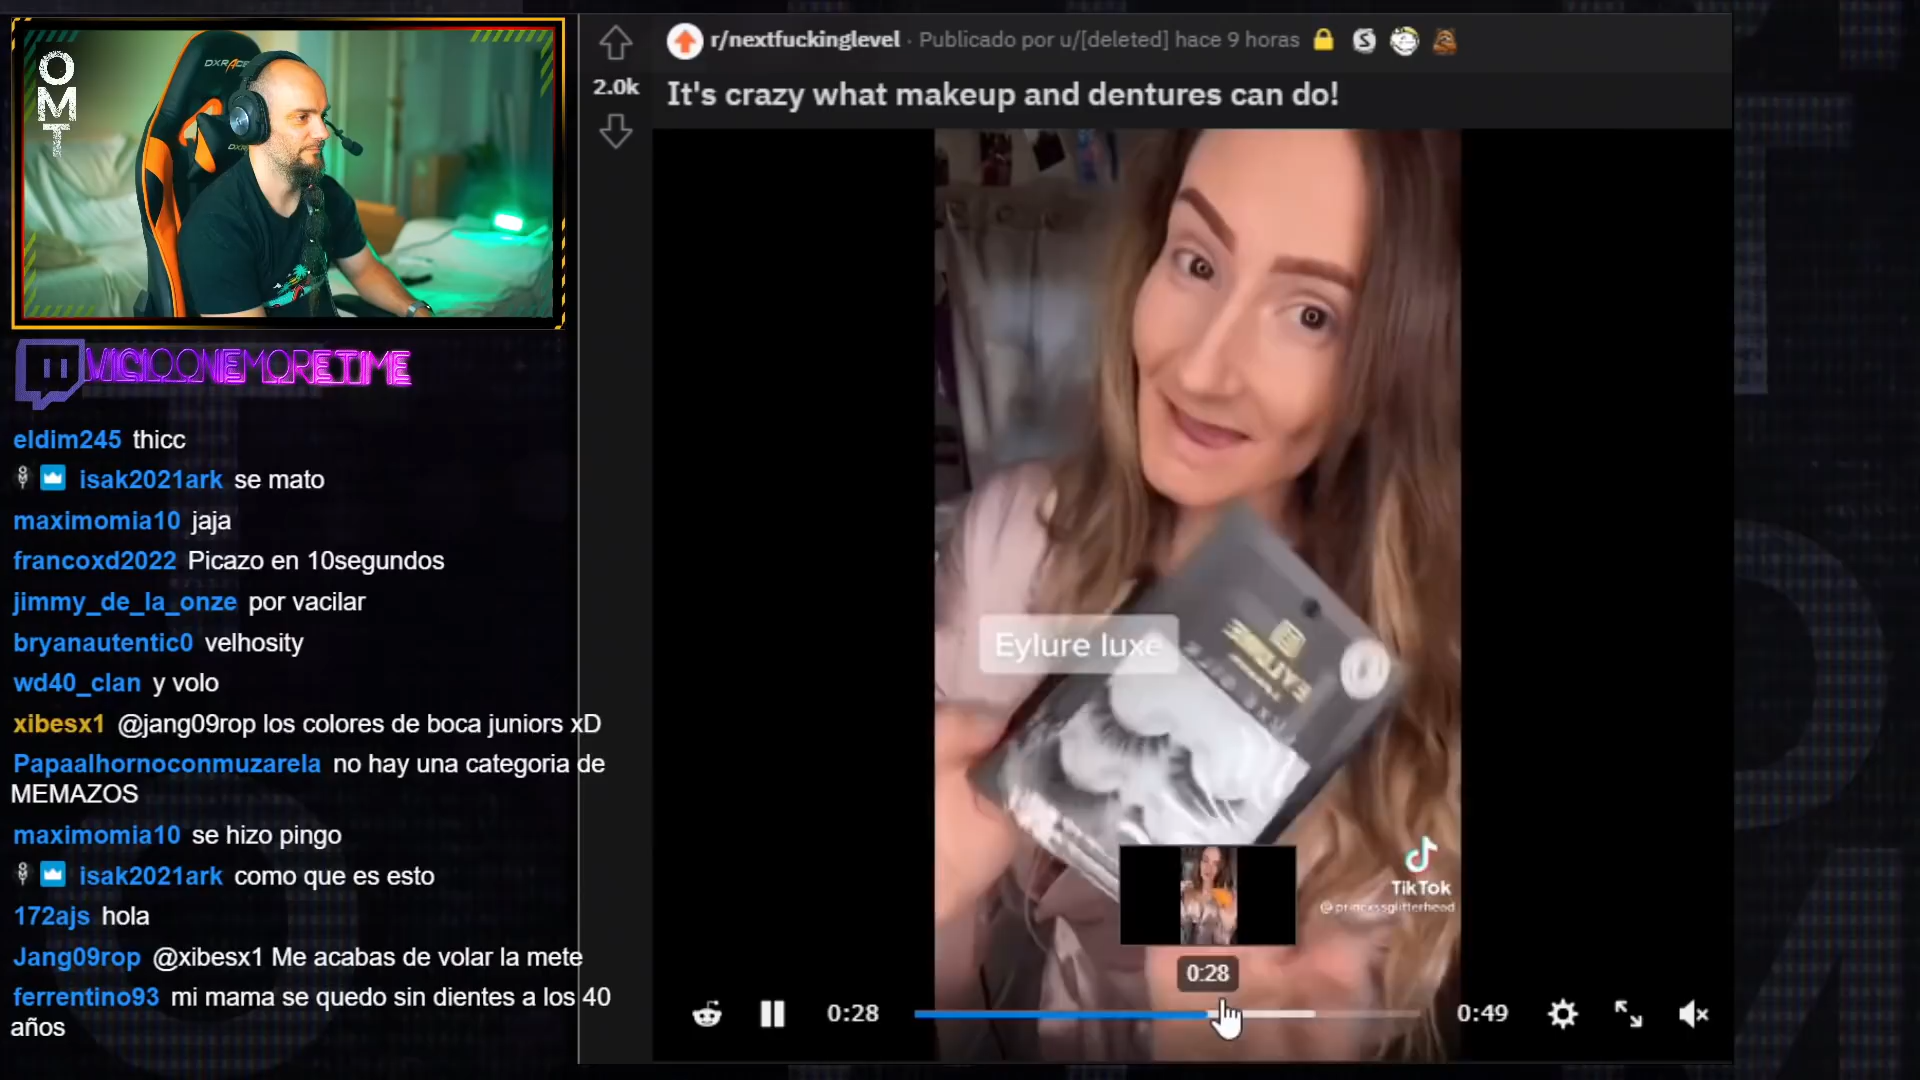 OMT
DXRACER
VICIOONEMORETIME
eldim245 thicc
isak2021ark se mato
maximomia10 jaja
francoxd2022 Picazo en 10segundos
jimmy_de_la_onze por vacilar
bryanautentic0 velhosity
wd40_clan y volo
xibesx1 @jang09rop los colores de boca juniors xD
Papaalhornoconmuzarela no hay una categoria de
MEMAZOS
maximomia10 se hizo pingo
isak2021ark como que es esto
172ajs hola
Jang09rop @xibesx1 Me acabas de volar la mete
ferrentino93 mi mama se quedo sin dientes a los 40
años
r/nextfuckinglevel · Publicado por u/[deleted] hace 9 horas
2.0k
It's crazy what makeup and dentures can do!
Eylure luxe
TikTok
@princxssglitterhead
0:28
0:28
0:49